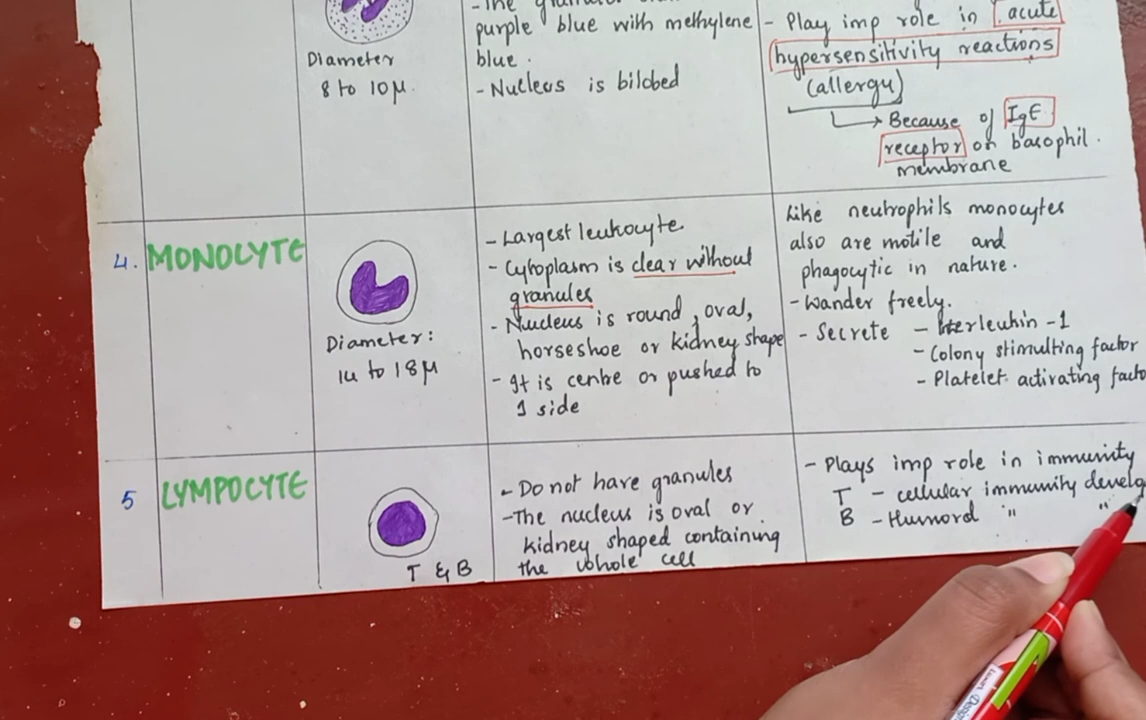 - The
purple blue with methylene
blue.
- Nucleus is bilobed
Diameter
8 to 10µ.
- Play imp role in acute
hypersensitivity reactions
(allergy)
→ Because of IgE
receptor on basophil.
membrane
4. MONOLYTE
Diameter:
14 to 18µ
- Largest leukocyte
- Cytoplasm is clear without
granules
- Nucleus is round, oval,
horseshoe or kidney shape
- It is centre or pushed to
1 side
Like neutrophils monocytes
also are motile and
phagocytic in nature.
- Wander freely.
- Secrete - Interleukin -1
- Colony stimulting factor
- Platelet activating facto
5 LYMPOCYTE
T & B
- Do not have granules
- The nucleus is oval or
kidney shaped containing
the whole cell
- Plays imp role in immunity
T - cellular immunity develo
B - Humord " "